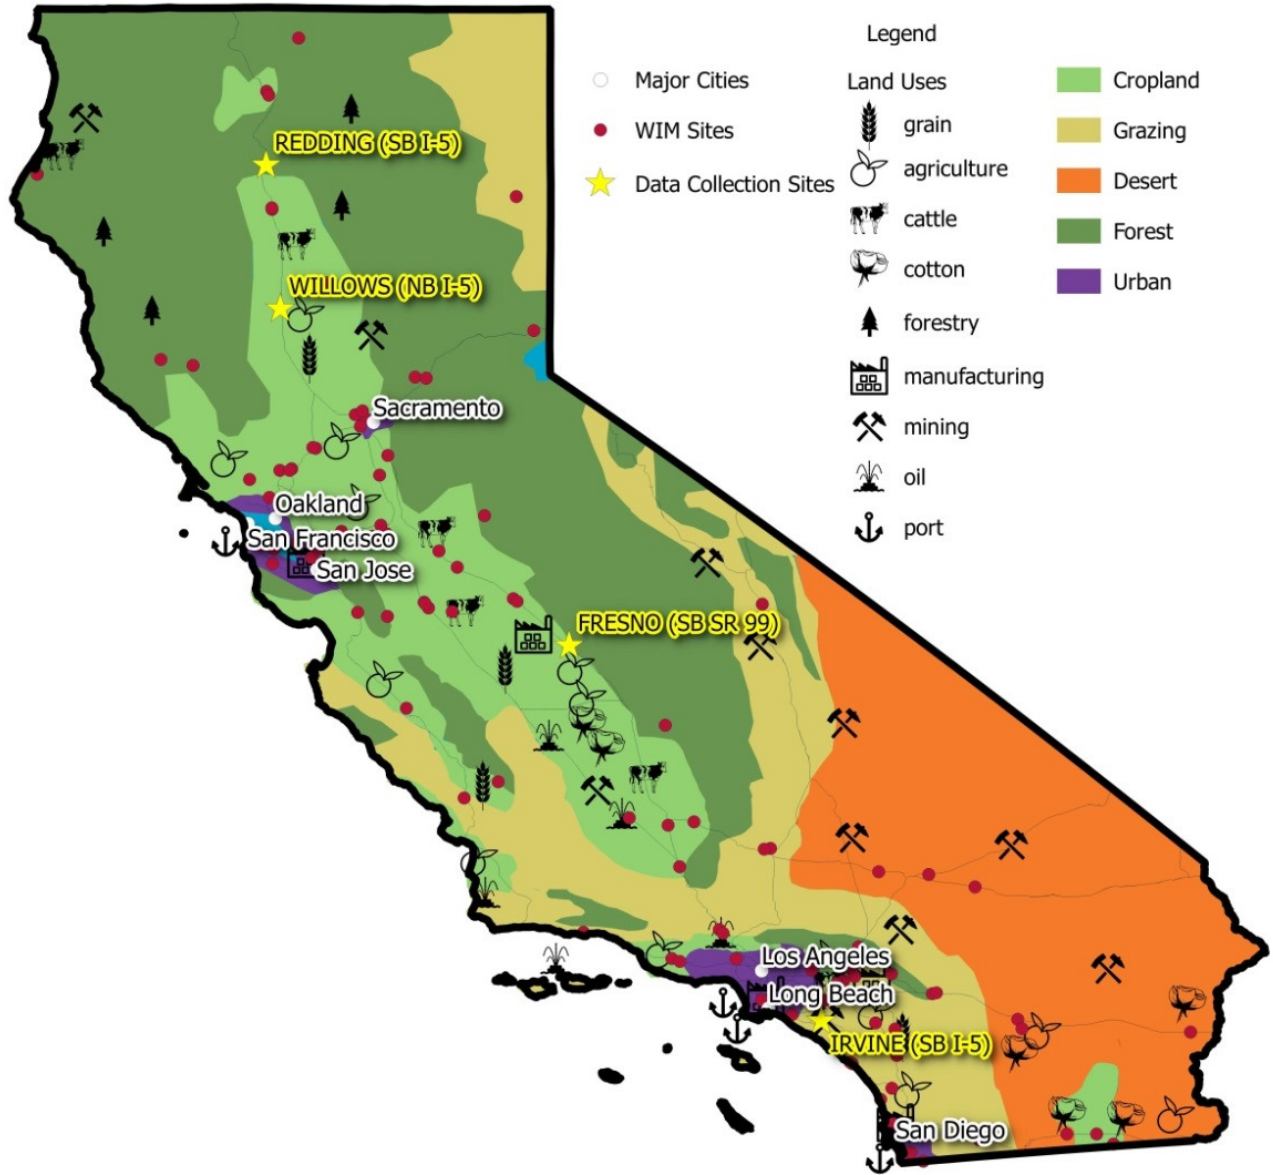 Legend
Major Cities
WIM Sites
Data Collection Sites
Land Uses
grain
agriculture
cattle
cotton
forestry
manufacturing
mining
oil
port
Cropland
Grazing
Desert
Forest
Urban
REDDING (SB I-5)
WILLOWS (NB I-5)
Sacramento
Oakland
San Francisco
San Jose
FRESNO (SB SR 99)
Los Angeles
Long Beach
IRVINE (SB I-5)
San Diego